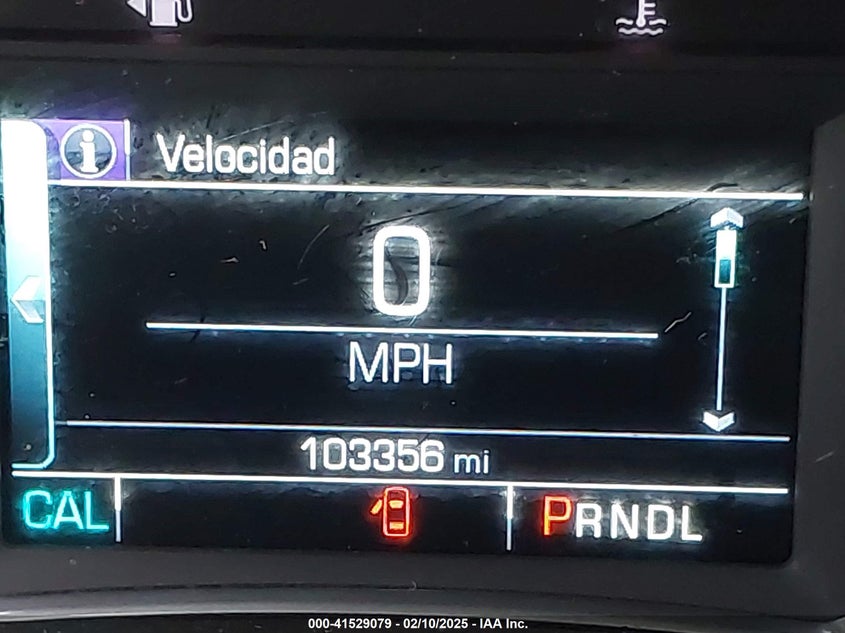 Velocidad
0
MPH
103356 mi
CAL PRNDL
000-41529079 - 02/10/2025 - IAA Inc.